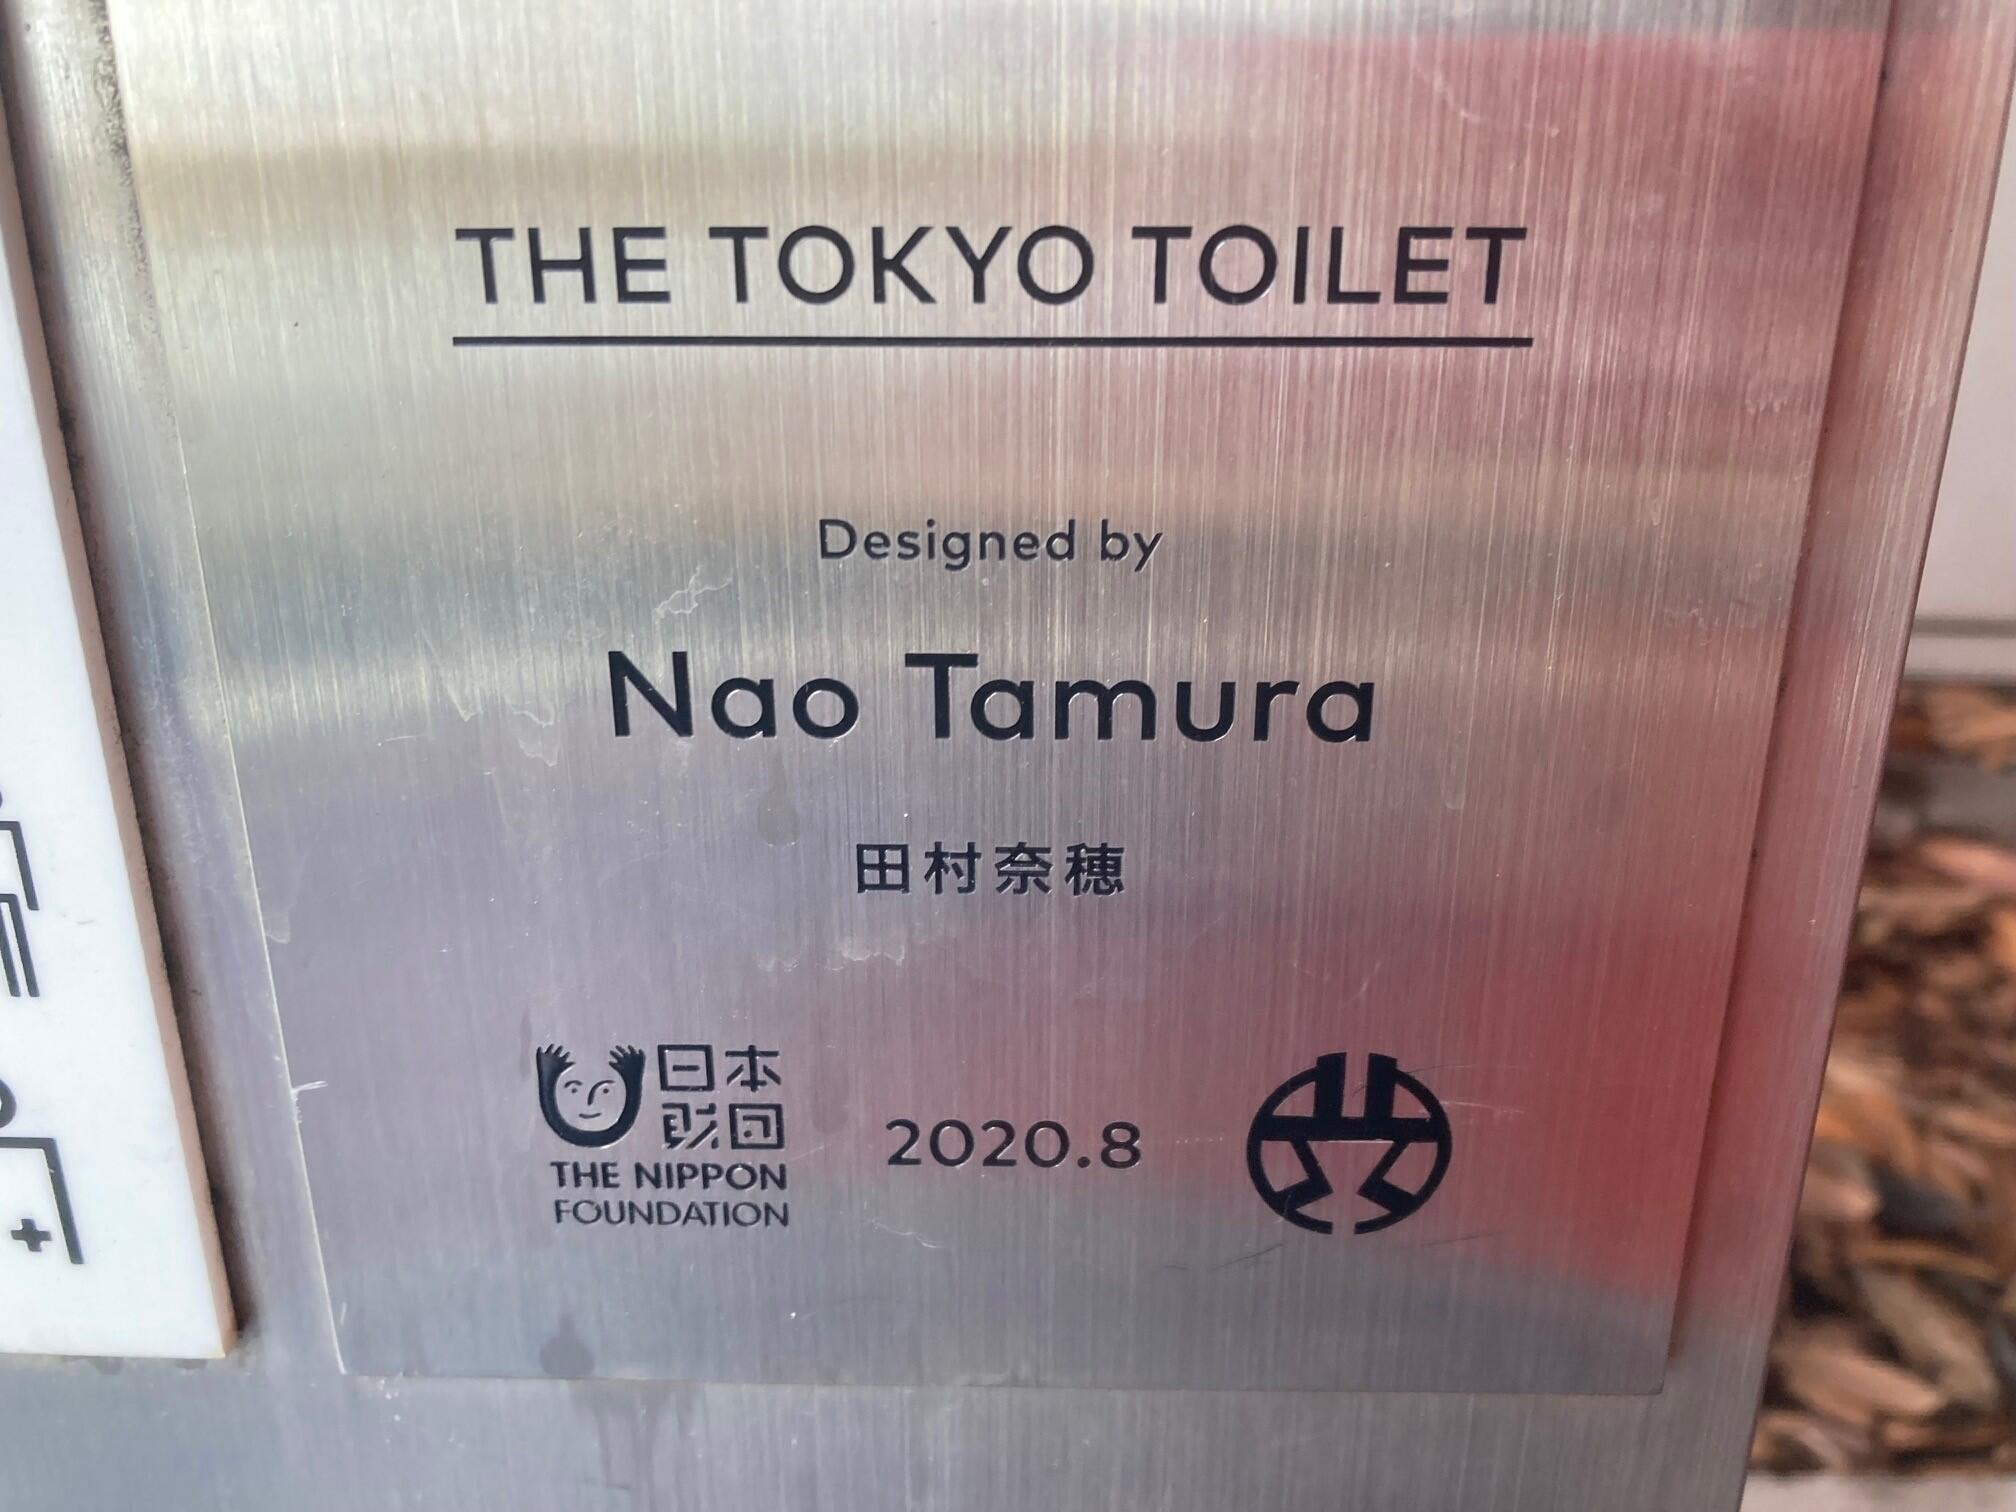 THE TOKYO TOILET
Designed by
Nao Tamura
田村奈穂
日本
財団
THE NIPPON
FOUNDATION
2020.8